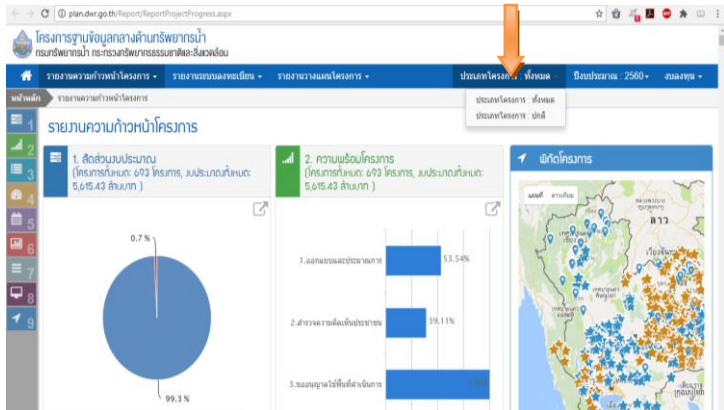 plan.dwr.go.th/Report/ReportProjectProgress.aspx
โครงการฐานข้อมูลกลางด้านทรัพยากรน้ำ
กรมทรัพยากรน้ำ กระทรวงทรัพยากรธรรมชาติและสิ่งแวดล้อม
รายงานความก้าวหน้าโครงการ
รายงานระบบลงทะเบียน
รายงานวางแผนโครงการ
ประเภทโครงการ : ทั้งหมด
ปีงบประมาณ : 2560
งบลงทุน
หน้าหลัก
รายงานความก้าวหน้าโครงการ
ประเภทโครงการ : ทั้งหมด
ประเภทโครงการ : ปกติ
รายงานความก้าวหน้าโครงการ
1
2
3
4
5
6
7
8
9
1. สัดส่วนงบประมาณ
(โครงการทั้งหมด: 693 โครงการ, งบประมาณทั้งหมด:
5,615.43 ล้านบาท )
0.7 %
99.3 %
2. ความพร้อมโครงการ
(โครงการทั้งหมด: 693 โครงการ, งบประมาณทั้งหมด:
5,615.43 ล้านบาท )
1.ออกแบบและประมาณการ
53.54%
2.สำรวจความคิดเห็นประชาชน
39.11%
3.ขออนุญาตใช้พื้นที่ดำเนินการ
พิกัดโครงการ
แผนที่
ดาวเทียม
ลาว